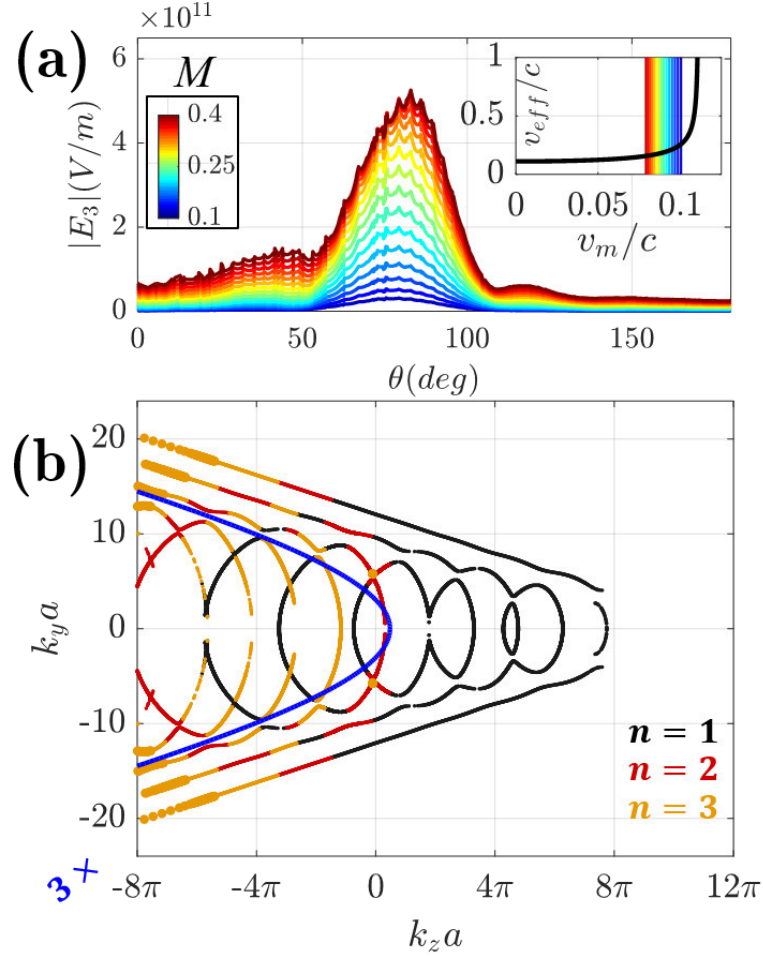 ×10¹¹
(a)
6
4
2
0
|E₃|(V/m)
M
0.4
0.25
0.1
1
0.5
0
v_eff/c
0 0.05 0.1
v_m/c
0 50 100 150
θ(deg)
(b)
20
10
0
-10
-20
k_y a
n = 1
n = 2
n = 3
3 +
-8π -4π 0 4π 8π 12π
k_z a